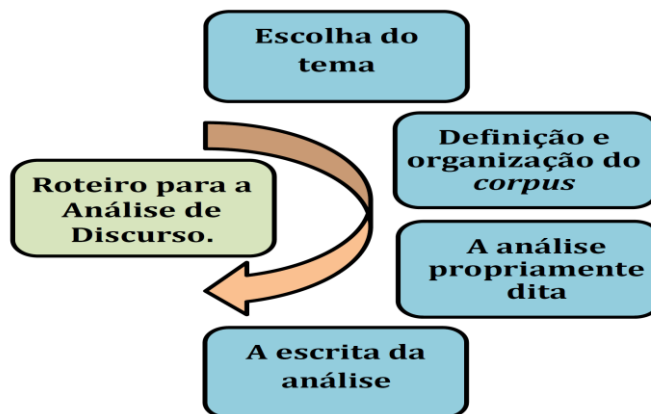 Escolha do
tema
Definição e
organização do
corpus
Roteiro para a
Análise de
Discurso.
A análise
propriamente
dita
A escrita da
análise